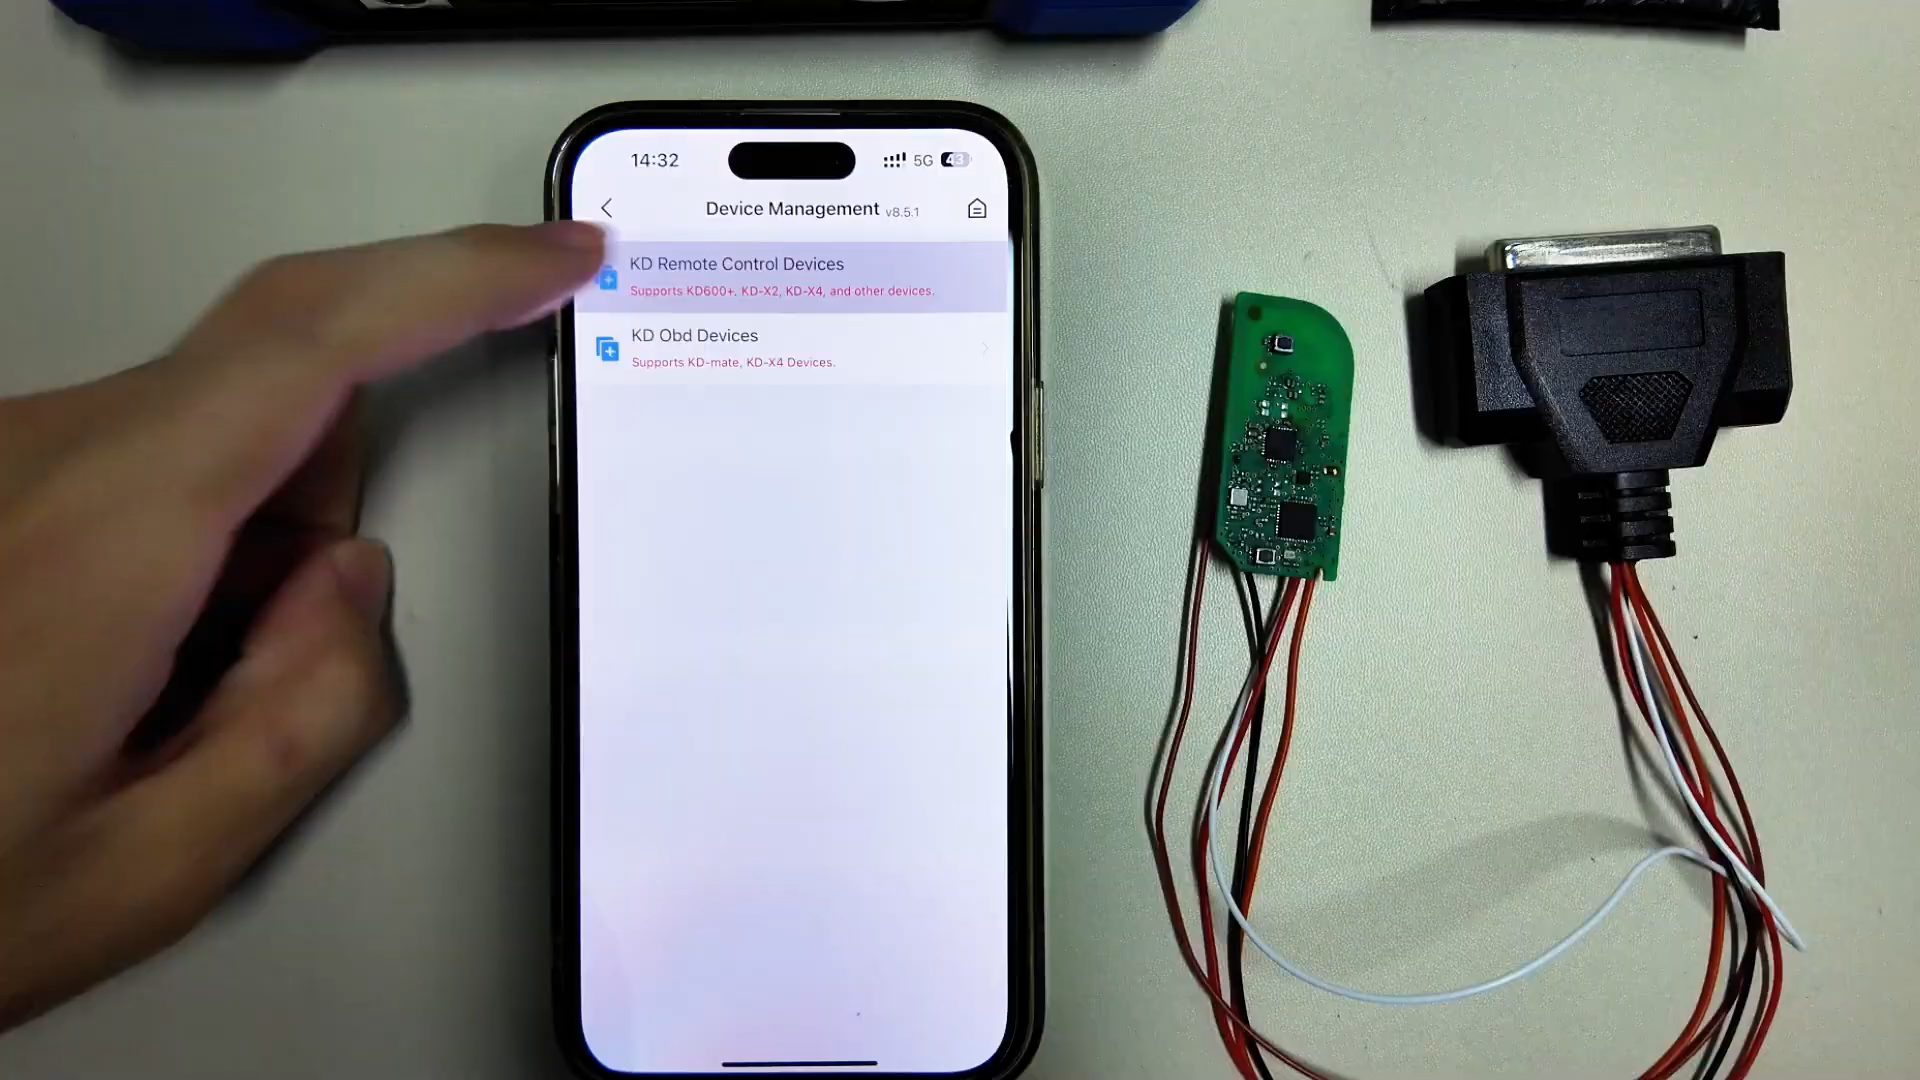 14:32 5G 43
Device Management v8.5.1
KD Remote Control Devices
Supports KD600+, KD-X2, KD-X4, and other devices.
KD Obd Devices
Supports KD-mate, KD-X4 Devices.